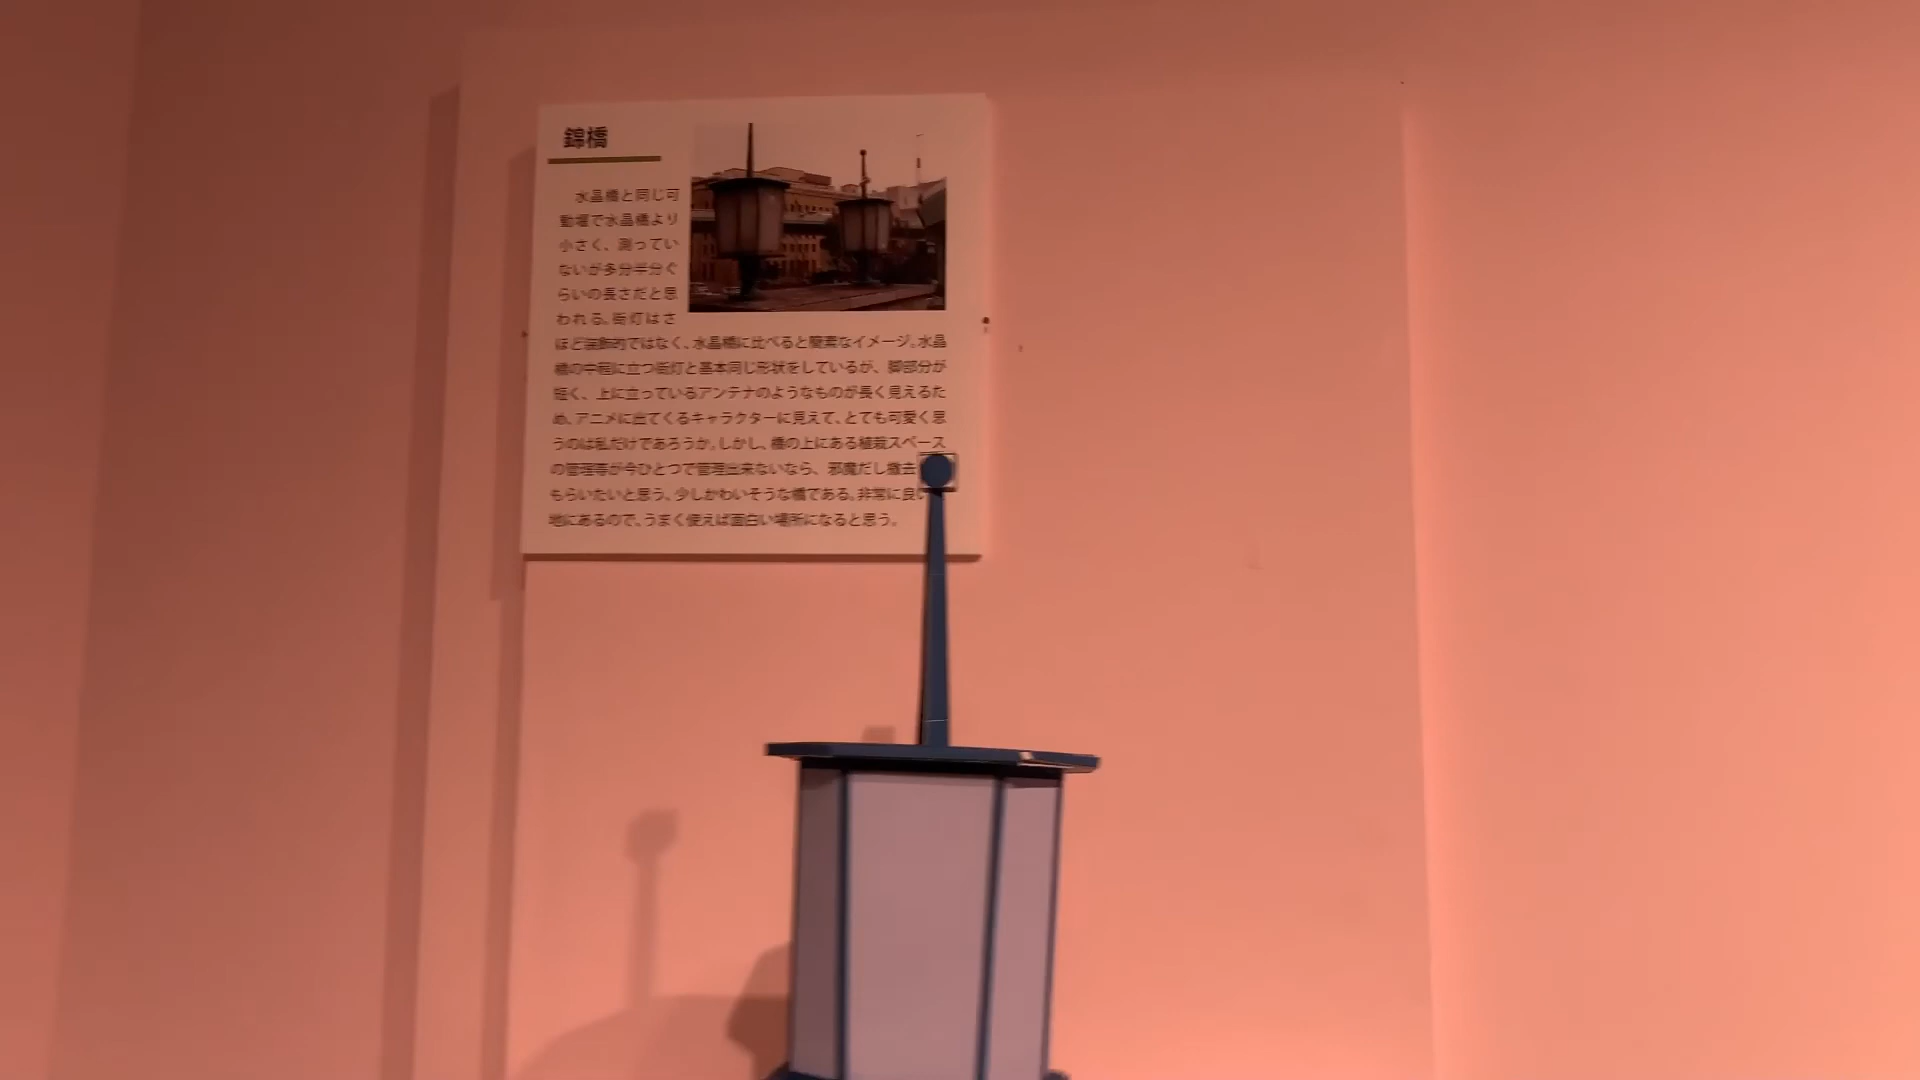 錦橋
水晶橋と同じ可
動堰で水晶橋より
小さく、測ってい
ないが多分半分ぐ
らいの長さだと思
われる。街灯はさ
ほど装飾的ではなく、水晶橋に比べると簡素なイメージ。水晶
橋の中程に立つ街灯と基本同じ形状をしているが、脚部分が
短く、上に立っているアンテナのようなものが長く見えるた
め、アニメに出てくるキャラクターに見えて、とても可愛く思
うのは私だけであろうか。しかし、橋の上にある植栽スペース
の管理等が今ひとつで管理出来ないなら、邪魔だし撤去
もらいたいと思う、少しかわいそうな橋である。非常に良い
地にあるので、うまく使えば面白い場所になると思う。